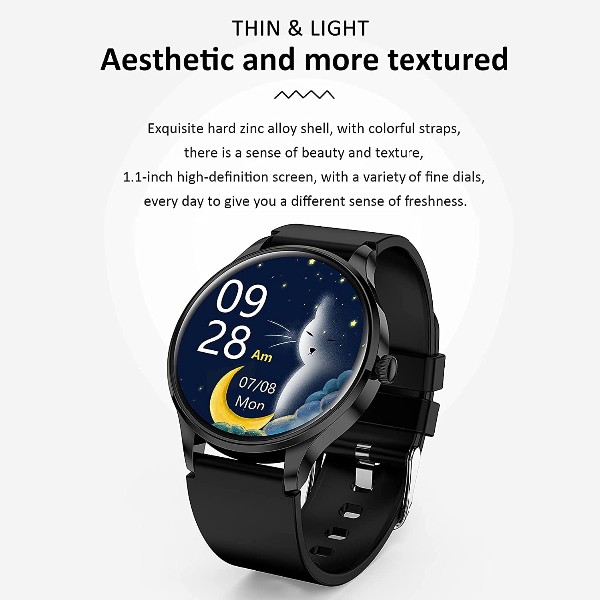 THIN & LIGHT
Aesthetic and more textured
Exquisite hard zinc alloy shell, with colorful straps,
there is a sense of beauty and texture,
1.1-inch high-definition screen, with a variety of fine dials,
every day to give you a different sense of freshness.
09
28 Am
07/08
Mon